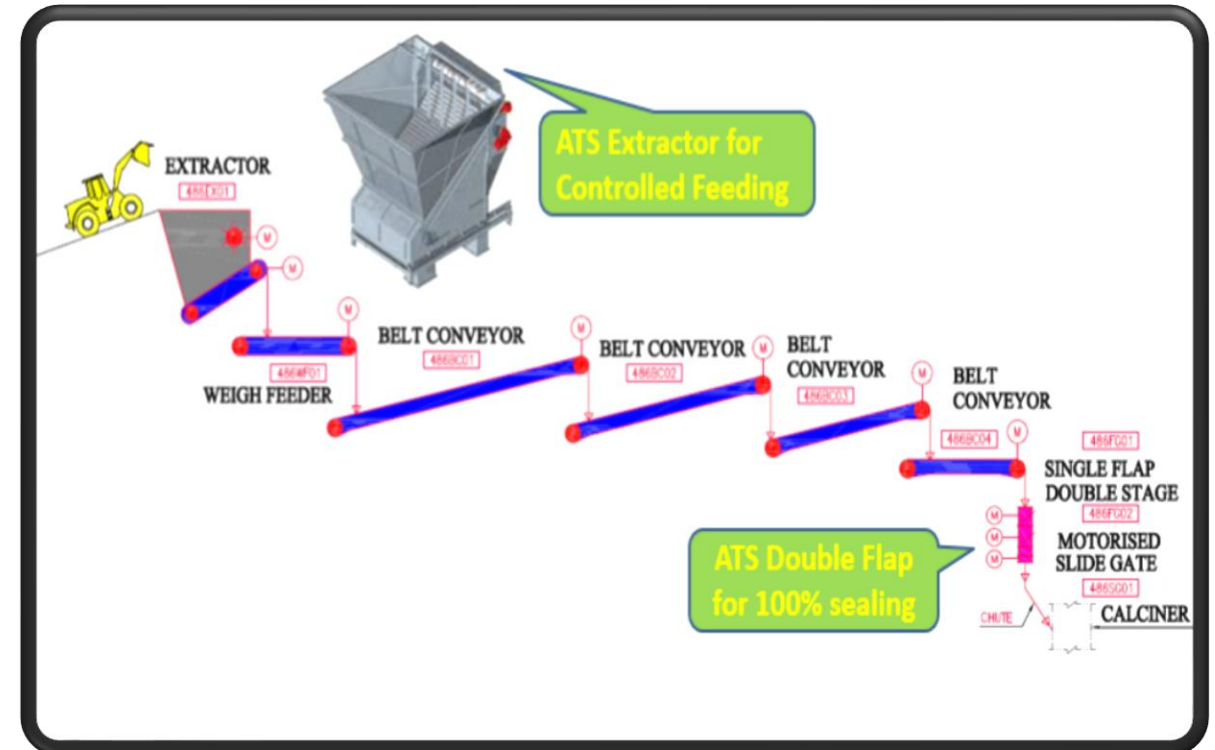 ATS Extractor for
Controlled Feeding
EXTRACTOR
486EX01
M
M
M
BELT CONVEYOR
486BC01
M
486WF01
WEIGH FEEDER
BELT CONVEYOR
486BC02
M
BELT
CONVEYOR
486BC03
M
BELT
CONVEYOR
486BC04
M
486FG01
SINGLE FLAP
DOUBLE STAGE
486FG02
M
M
M
MOTORISED
SLIDE GATE
486SG01
ATS Double Flap
for 100% sealing
CHUTE
CALCINER